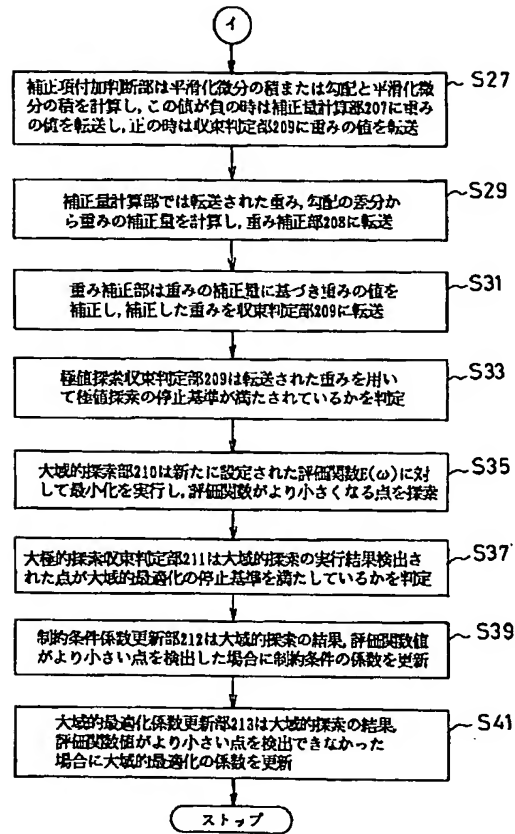 イ
S27
補正項付加判断部は平滑化微分の積または勾配と平滑化微
分の積を計算し,この値が負の時は補正量計算部207に重み
の値を転送し,正の時は収束判定部209に重みの値を転送
S29
補正量計算部では転送された重み,勾配の差分か
ら重みの補正量を計算し,重み補正部208に転送
S31
重み補正部は重みの補正量に基づき重みの値を
補正し,補正した重みを収束判定部209に転送
S33
極値探索収束判定部209は転送された重みを用い
て極値探索の停止基準が満たされているかを判定
S35
大域的探索部210は新たに設定された評価関数E(ω)に対
して最小化を実行し,評価関数がより小さくなる点を探索
S37
大極的探索収束判定部211は大域的探索の実行結果検出さ
れた点が大域的最適化の停止基準を満たしているかを判定
S39
制約条件係数更新部212は大域的探索の結果,評価関数値
がより小さい点を検出した場合に制約条件の係数を更新
S41
大域的最適化係数更新部213は大域的探索の結果,
評価関数値がより小さい点を検出できなかった
場合に大域的最適化の係数を更新
ストップ